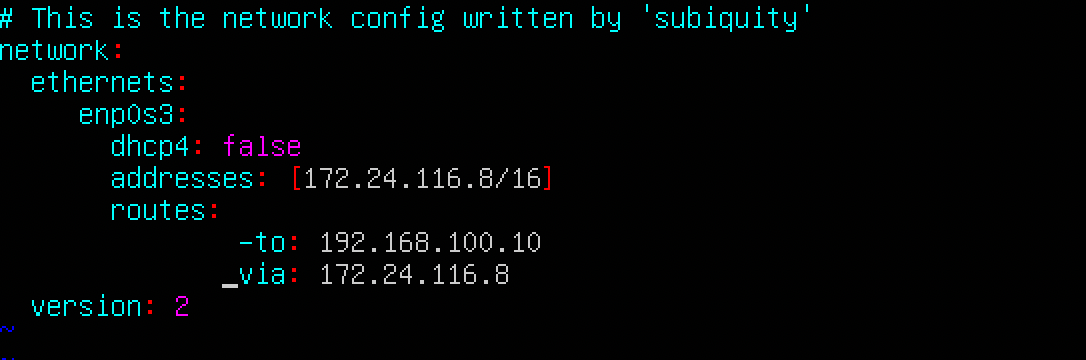 # This is the network config written by 'subiquity'
network:
  ethernets:
     enp0s3:
       dhcp4: false
       addresses: [172.24.116.8/16]
       routes:
               -to: 192.168.100.10
               via: 172.24.116.8
  version: 2
~
~